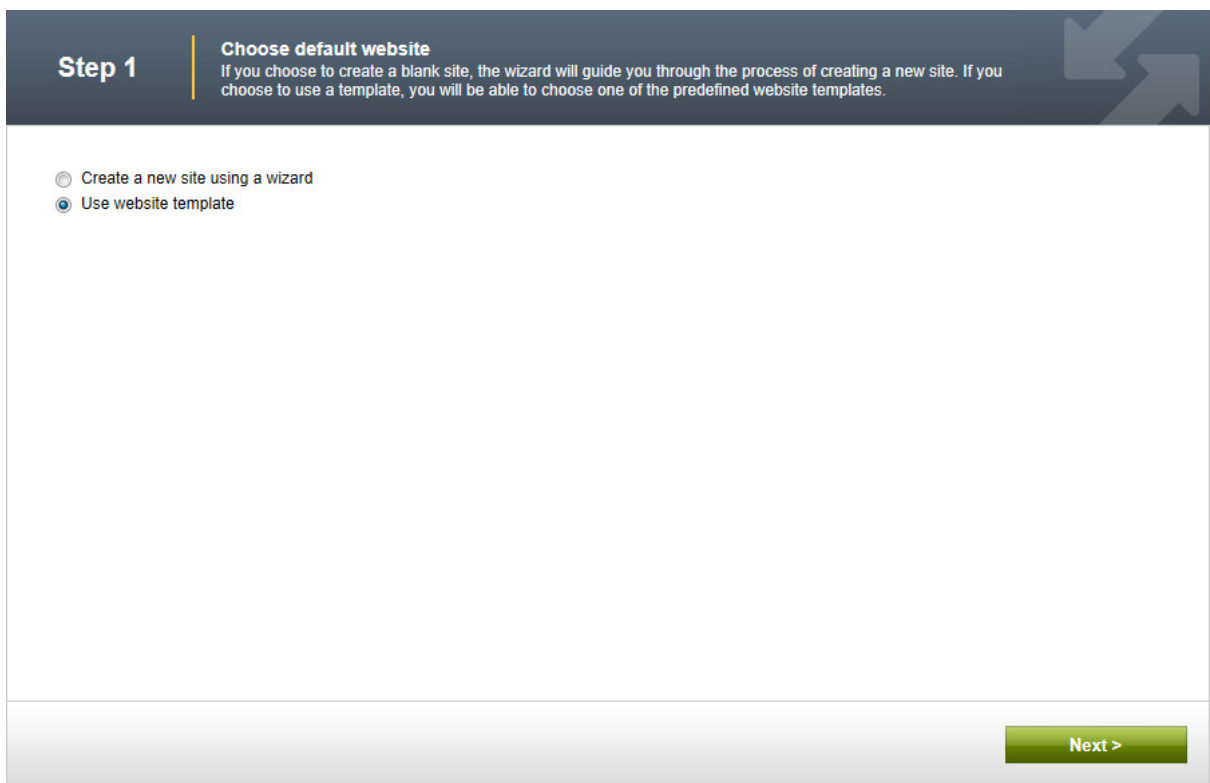 Step 1
Choose default website
If you choose to create a blank site, the wizard will guide you through the process of creating a new site. If you
choose to use a template, you will be able to choose one of the predefined website templates.
Create a new site using a wizard
Use website template
Next >